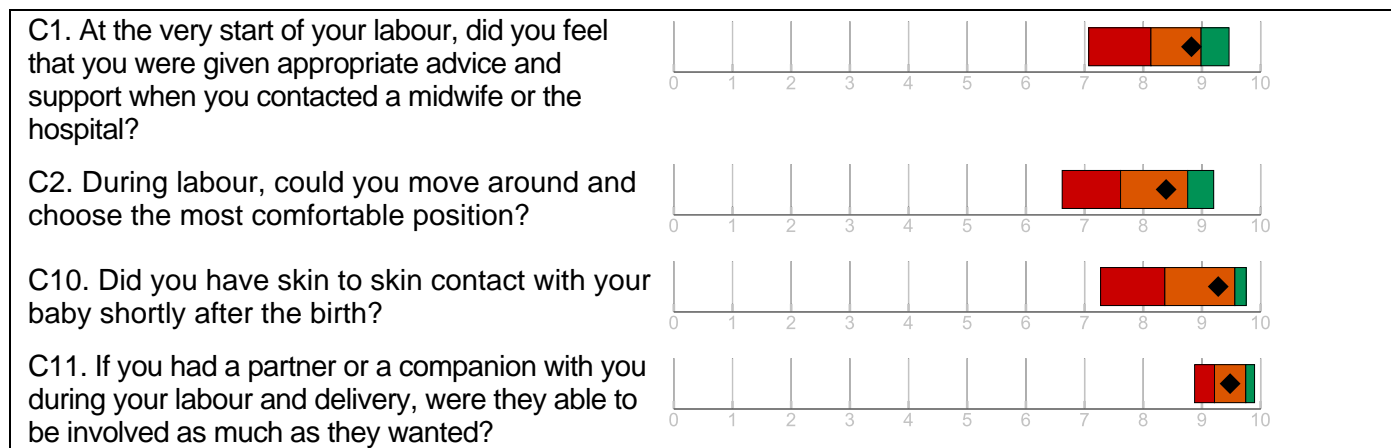 C1. At the very start of your labour, did you feel
that you were given appropriate advice and
support when you contacted a midwife or the
hospital?
0 1 2 3 4 5 6 7 8 9 10
C2. During labour, could you move around and
choose the most comfortable position?
0 1 2 3 4 5 6 7 8 9 10
C10. Did you have skin to skin contact with your
baby shortly after the birth?
0 1 2 3 4 5 6 7 8 9 10
C11. If you had a partner or a companion with you
during your labour and delivery, were they able to
be involved as much as they wanted?
0 1 2 3 4 5 6 7 8 9 10